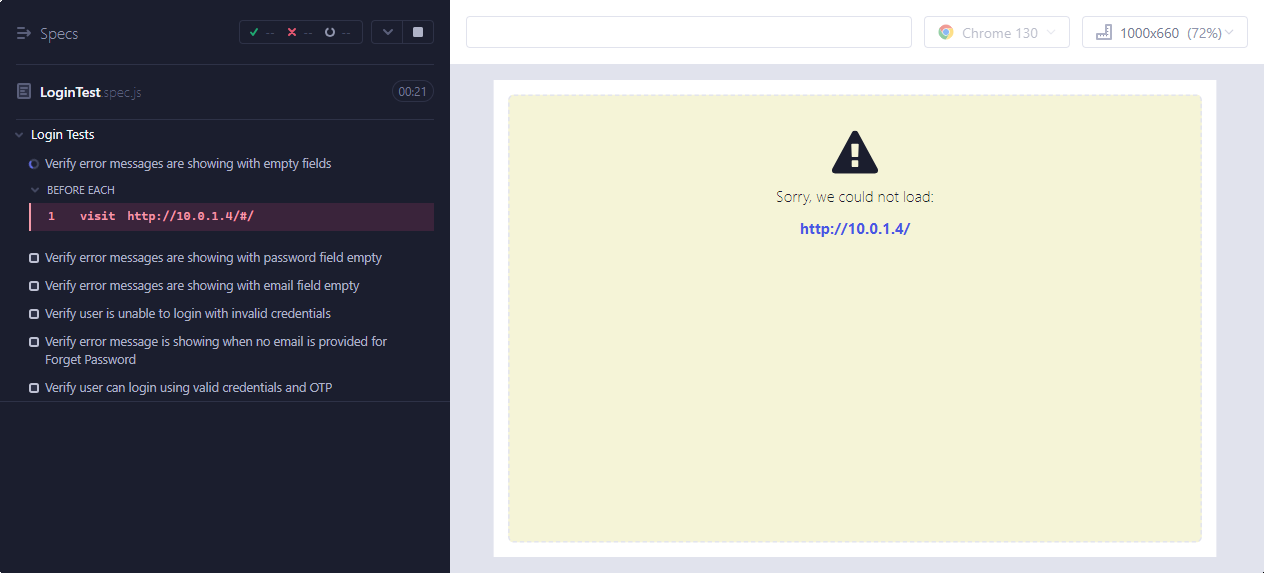 Specs
-- -- --
LoginTest.spec.js 00:21
Login Tests
Verify error messages are showing with empty fields
BEFORE EACH
1 visit http://10.0.1.4/#/
Verify error messages are showing with password field empty
Verify error messages are showing with email field empty
Verify user is unable to login with invalid credentials
Verify error message is showing when no email is provided for
Forget Password
Verify user can login using valid credentials and OTP
Chrome 130
1000x660 (72%)
Sorry, we could not load:
http://10.0.1.4/